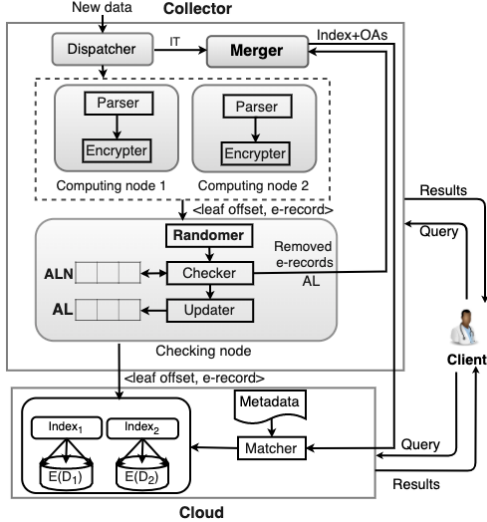 New data
Collector
Dispatcher
IT
Merger
Index+OAs
Parser
Encrypter
Computing node 1
Parser
Encrypter
Computing node 2
<leaf offset, e-record>
Randomer
Removed
e-records
AL
ALN
Checker
AL
Updater
Checking node
Results
Query
Client
<leaf offset, e-record>
Index1
Index2
E(D1)
E(D2)
Metadata
Matcher
Query
Results
Cloud